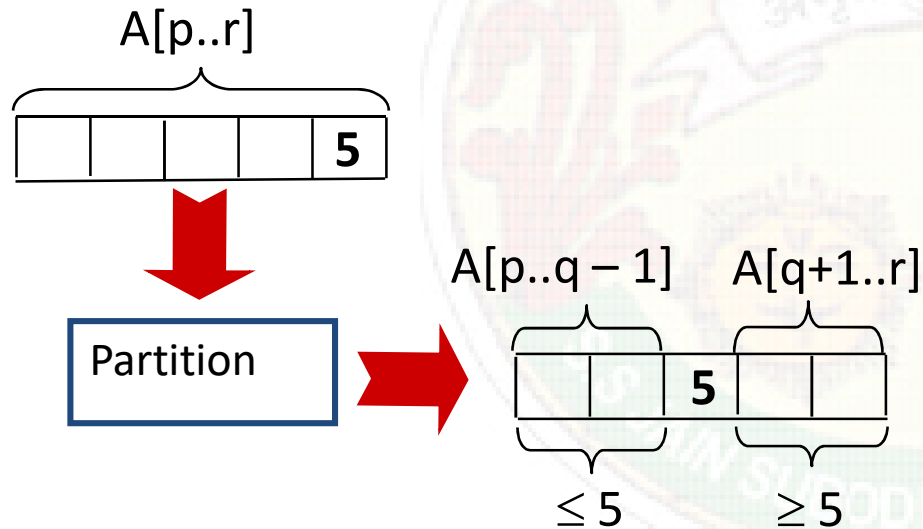 A[p..r]
5
Partition
A[p..q – 1] A[q+1..r]
5
≤ 5 ≥ 5